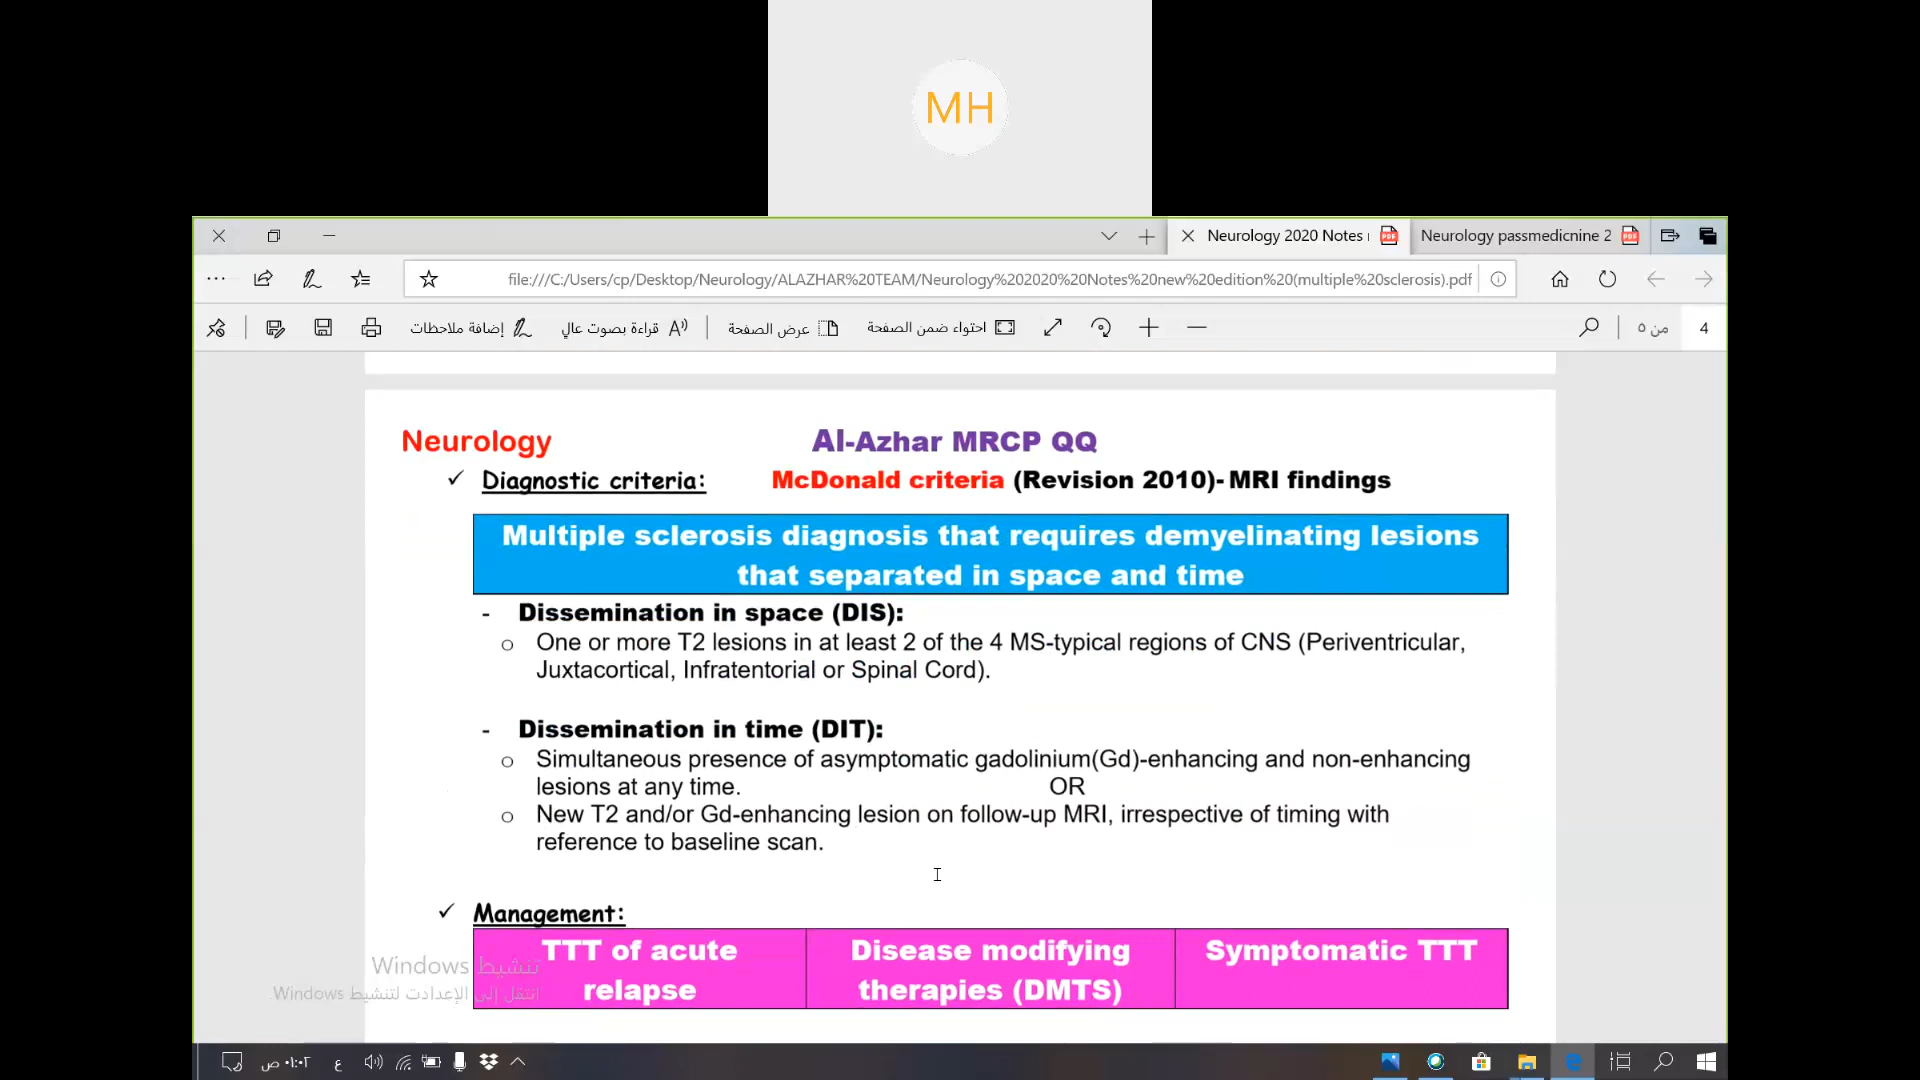 MH
Neurology 2020 Notes
Neurology passmedicnine 2
file:///C:/Users/cp/Desktop/Neurology/ALAZHAR%20TEAM/Neurology%202020%20Notes%20new%20edition%20(multiple%20sclerosis).pdf
إضافة ملاحظات
قراءة بصوت عالٍ
عرض الصفحة
احتواء ضمن الصفحة
من ٥
4
Neurology
Al-Azhar MRCP QQ
✓ Diagnostic criteria: McDonald criteria (Revision 2010)- MRI findings
Multiple sclerosis diagnosis that requires demyelinating lesions
that separated in space and time
- Dissemination in space (DIS):
o One or more T2 lesions in at least 2 of the 4 MS-typical regions of CNS (Periventricular,
Juxtacortical, Infratentorial or Spinal Cord).
- Dissemination in time (DIT):
o Simultaneous presence of asymptomatic gadolinium(Gd)-enhancing and non-enhancing
lesions at any time. OR
o New T2 and/or Gd-enhancing lesion on follow-up MRI, irrespective of timing with
reference to baseline scan.
✓ Management:
TTT of acute
relapse
Disease modifying
therapies (DMTS)
Symptomatic TTT
تنشيط Windows
انتقل إلى الإعدادت لتنشيط Windows
٠١:٠٢ ص
ع